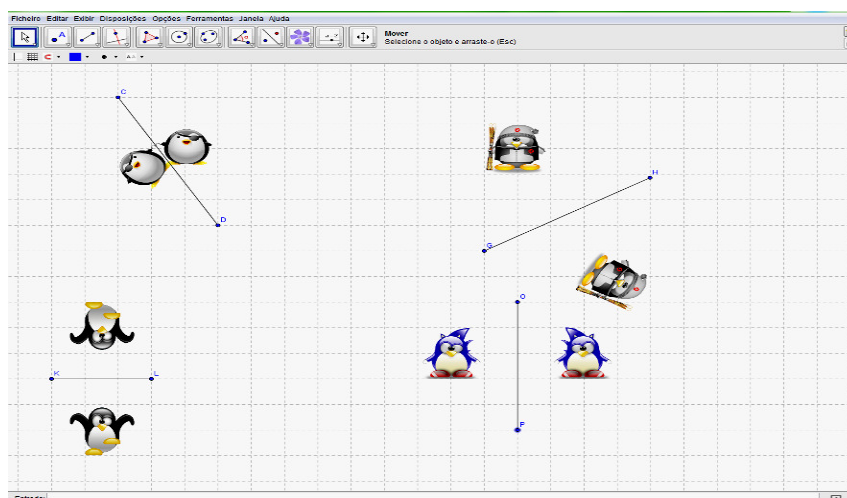 Ficheiro Editar Exibir Disposições Opções Ferramentas Janela Ajuda
Mover
Selecione o objeto e arraste-o (Esc)
C
D
H
G
O
K
L
P